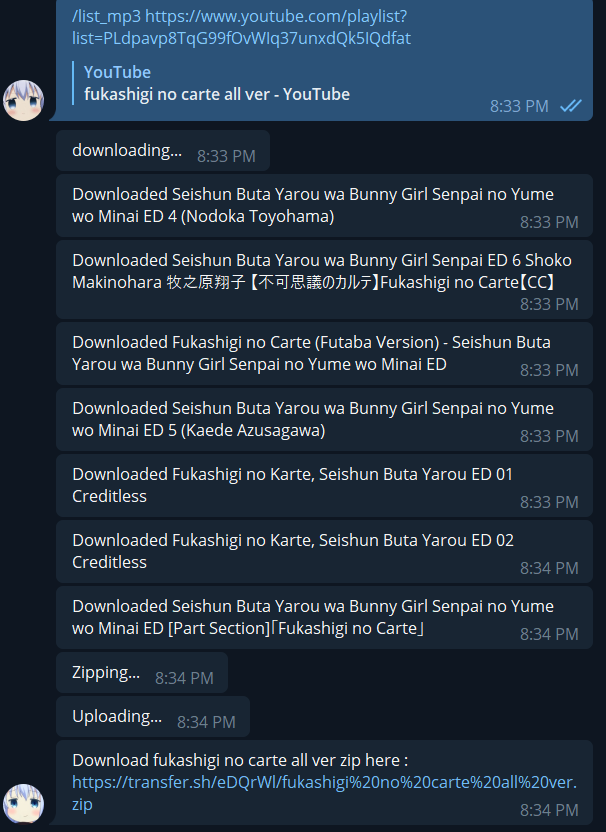 /list_mp3 https://www.youtube.com/playlist?
list=PLdpavp8TqG99fOvWIq37unxdQk5IQdfat
YouTube
fukashigi no carte all ver - YouTube
8:33 PM
downloading... 8:33 PM
Downloaded Seishun Buta Yarou wa Bunny Girl Senpai no Yume
wo Minai ED 4 (Nodoka Toyohama)
8:33 PM
Downloaded Seishun Buta Yarou wa Bunny Girl Senpai ED 6 Shoko
Makinohara 牧之原翔子【不可思議のカルテ】Fukashigi no Carte【CC】
8:33 PM
Downloaded Fukashigi no Carte (Futaba Version) - Seishun Buta
Yarou wa Bunny Girl Senpai no Yume wo Minai ED
8:33 PM
Downloaded Seishun Buta Yarou wa Bunny Girl Senpai no Yume
wo Minai ED 5 (Kaede Azusagawa)
8:33 PM
Downloaded Fukashigi no Karte, Seishun Buta Yarou ED 01
Creditless
8:33 PM
Downloaded Fukashigi no Karte, Seishun Buta Yarou ED 02
Creditless
8:34 PM
Downloaded Seishun Buta Yarou wa Bunny Girl Senpai no Yume
wo Minai ED [Part Section]「Fukashigi no Carte」
8:34 PM
Zipping... 8:34 PM
Uploading... 8:34 PM
Download fukashigi no carte all ver zip here :
https://transfer.sh/eDQrWl/fukashigi%20no%20carte%20all%20ver.
zip
8:34 PM